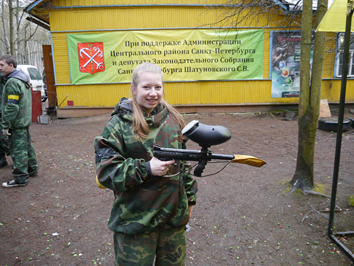 При поддержке Администрации
Центрального района Санкт-Петербурга
и депутата Законодательного Собрания
Санкт-Петербурга Шатуновского С.В.